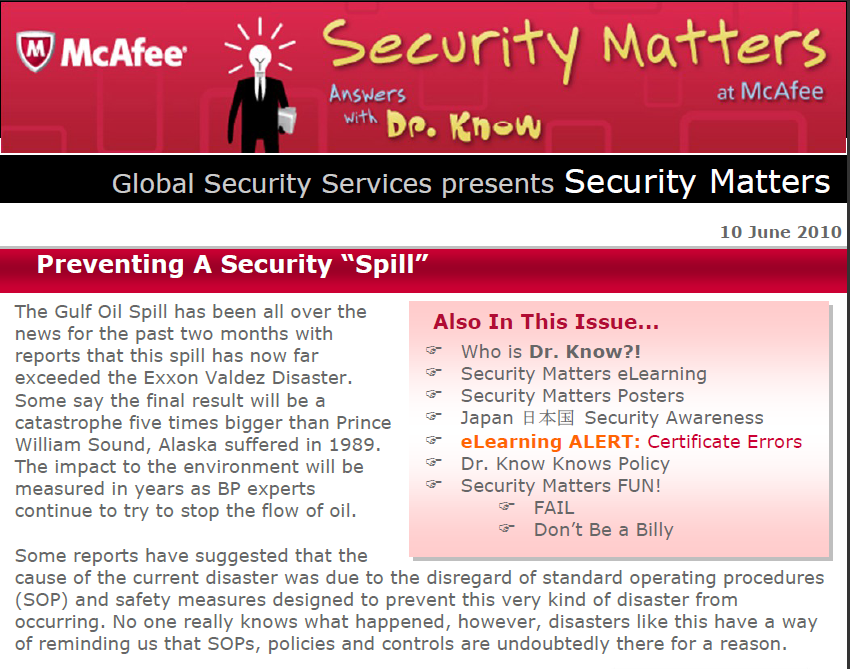 McAfee®
Security Matters
at McAfee
Answers
with Dr. Know
Global Security Services presents Security Matters
10 June 2010
Preventing A Security “Spill”
The Gulf Oil Spill has been all over the
news for the past two months with
reports that this spill has now far
exceeded the Exxon Valdez Disaster.
Some say the final result will be a
catastrophe five times bigger than Prince
William Sound, Alaska suffered in 1989.
The impact to the environment will be
measured in years as BP experts
continue to try to stop the flow of oil.
Also In This Issue...
☞ Who is Dr. Know?!
☞ Security Matters eLearning
☞ Security Matters Posters
☞ Japan 日本国 Security Awareness
☞ eLearning ALERT: Certificate Errors
☞ Dr. Know Knows Policy
☞ Security Matters FUN!
☞ FAIL
☞ Don’t Be a Billy
Some reports have suggested that the
cause of the current disaster was due to the disregard of standard operating procedures
(SOP) and safety measures designed to prevent this very kind of disaster from
occurring. No one really knows what happened, however, disasters like this have a way
of reminding us that SOPs, policies and controls are undoubtedly there for a reason.